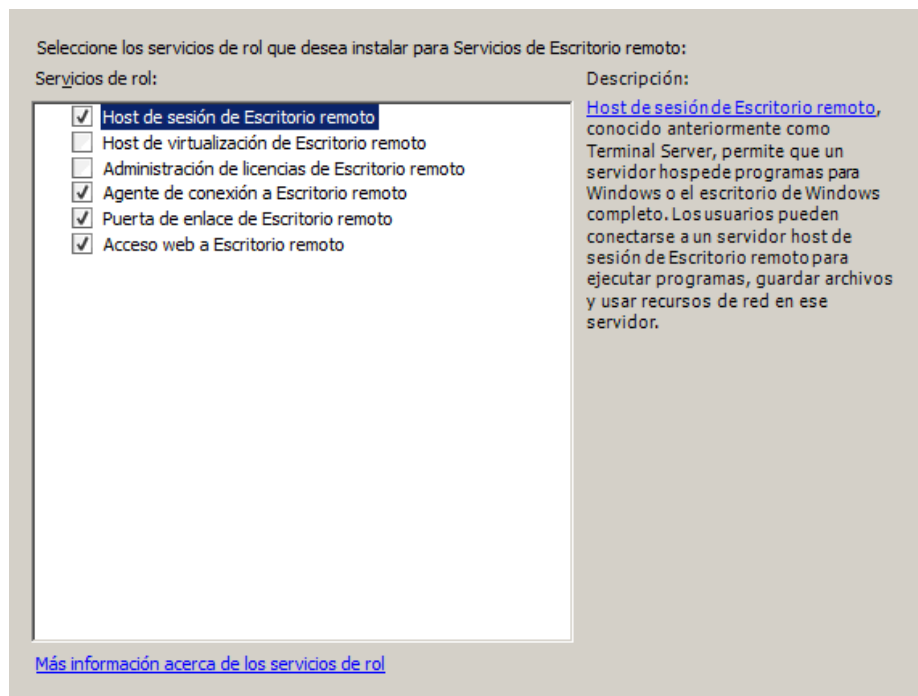 Seleccione los servicios de rol que desea instalar para Servicios de Escritorio remoto:
Servicios de rol:
Host de sesión de Escritorio remoto
Host de virtualización de Escritorio remoto
Administración de licencias de Escritorio remoto
Agente de conexión a Escritorio remoto
Puerta de enlace de Escritorio remoto
Acceso web a Escritorio remoto
Descripción:
Host de sesión de Escritorio remoto,
conocido anteriormente como
Terminal Server, permite que un
servidor hospede programas para
Windows o el escritorio de Windows
completo. Los usuarios pueden
conectarse a un servidor host de
sesión de Escritorio remoto para
ejecutar programas, guardar archivos
y usar recursos de red en ese
servidor.
Más información acerca de los servicios de rol